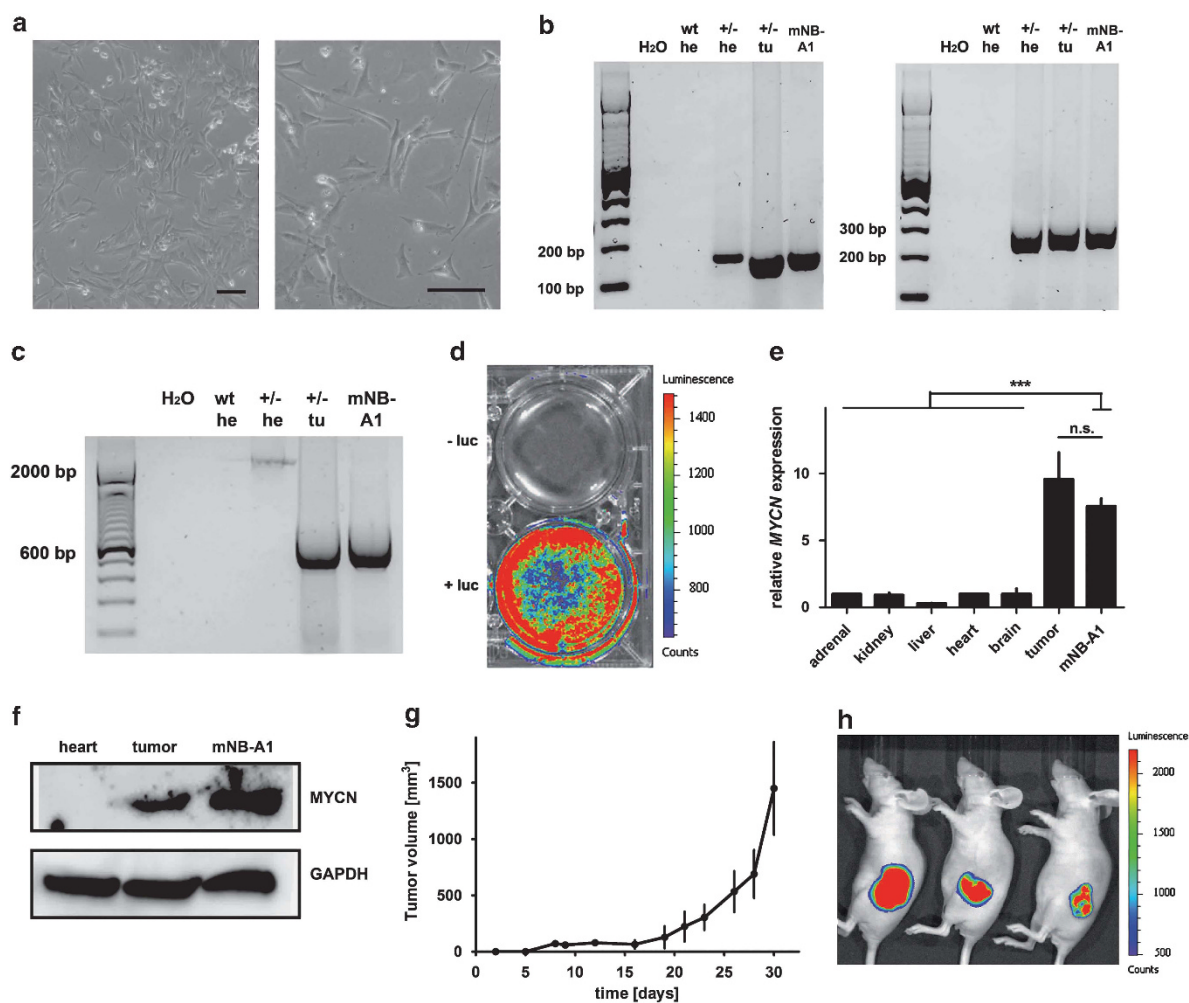 a
b
H2O
wt
he
+/-
he
+/-
tu
mNB-
A1
200 bp
100 bp
H2O
wt
he
+/-
he
+/-
tu
mNB-
A1
300 bp
200 bp
c
H2O
wt
he
+/-
he
+/-
tu
mNB-
A1
2000 bp
600 bp
d
- luc
+ luc
Luminescence
1400
1200
1000
800
Counts
e
relative MYCN expression
10
5
0
***
n.s.
adrenal
kidney
liver
heart
brain
tumor
mNB-A1
f
heart tumor mNB-A1
MYCN
GAPDH
g
Tumor volume [mm³]
1500
500
0
0 5 10 15 20 25 30
time [days]
h
Luminescence
2000
1.500
1000
.500
Counts